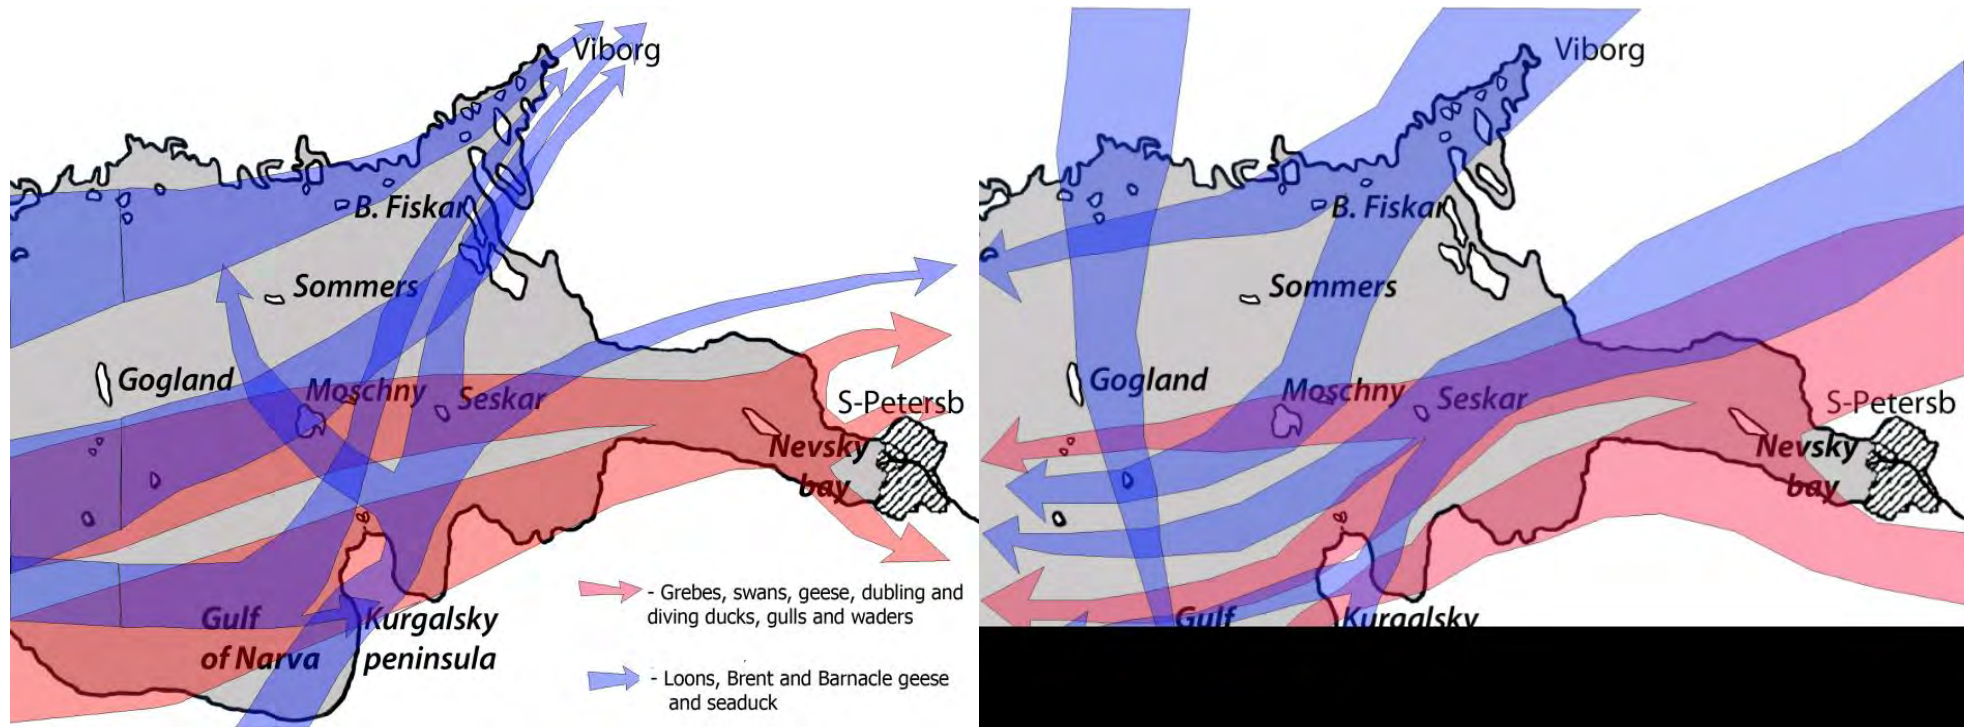 Viborg
B. Fiskar
Sommers
Gogland
Moschny
Seskar
S-Petersb
Nevsky
bay
Gulf
of Narva
Kurgalsky
peninsula
- Grebes, swans, geese, dubling and
diving ducks, gulls and waders
- Loons, Brent and Barnacle geese
and seaduck
Viborg
B. Fiskar
Sommers
Gogland
Moschny
Seskar
S-Petersb
Nevsky
bay
Gulf
Kurgalsky